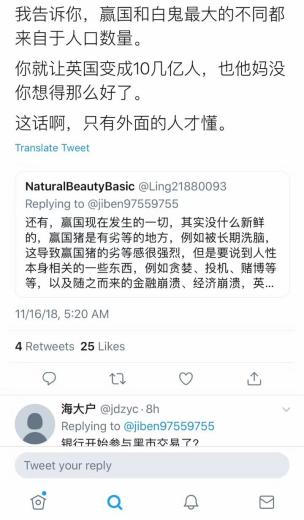 我告诉你，赢国和白鬼最大的不同都
来自于人口数量。
你就让英国变成10几亿人，也他妈没
你想得那么好了。
这话啊，只有外面的人才懂。
Translate Tweet
NaturalBeautyBasic @Ling21880093
Replying to @jiben97559755
还有，赢国现在发生的一切，其实没什么新鲜
的，赢国猪是有劣等的地方，例如被长期洗脑，
这导致赢国猪的劣等感很强烈，但是要说到人性
本身相关的一些东西，例如贪婪、投机、赌博等
等，以及随之而来的金融崩溃、经济崩溃，英...
11/16/18, 5:20 AM
4 Retweets 25 Likes
海大户 @jdzyc · 8h
Replying to @jiben97559755
银行开始参与黑市交易了?
Tweet your reply